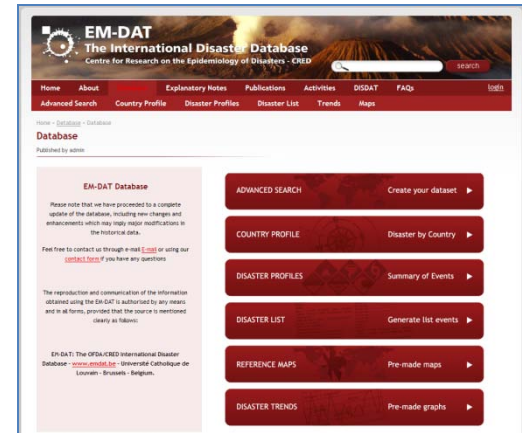 EM-DAT
The International Disaster Database
Centre for Research on the Epidemiology of Disasters - CRED
search
Home About Explanatory Notes Publications Activities DISDAT FAQs login
Advanced Search Country Profile Disaster Profiles Disaster List Trends Maps
Home > Database > Database
Database
Published by admin
EM-DAT Database
Please note that we have proceeded to a complete
update of the database, including new changes and
enhancements which may imply major modifications in
the historical data.
Feel free to contact us through e-mail E-mail or using our
contact form if you have any questions
The reproduction and communication of the information
obtained using the EM-DAT is authorised by any means
and in all forms, provided that the source is mentioned
clearly as follows:
EM-DAT: The OFDA/CRED International Disaster
Database - www.emdat.be - Université Catholique de
Louvain - Brussels - Belgium.
ADVANCED SEARCH Create your dataset
COUNTRY PROFILE Disaster by Country
DISASTER PROFILES Summary of Events
DISASTER LIST Generate list events
REFERENCE MAPS Pre-made maps
DISASTER TRENDS Pre-made graphs